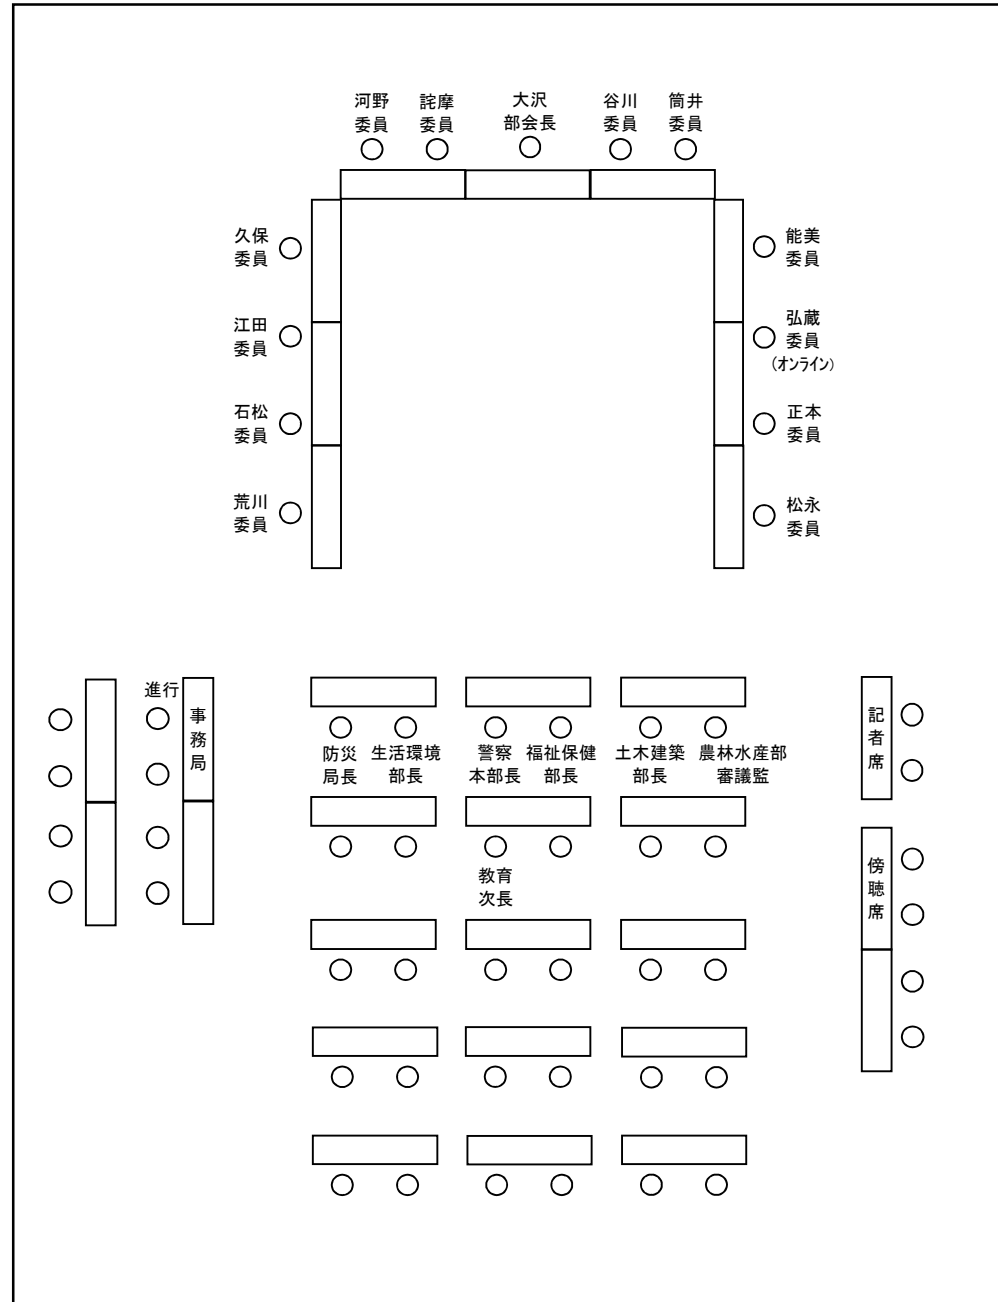 河野
委員
詫摩
委員
大沢
部会長
谷川
委員
筒井
委員
久保
委員
能美
委員
江田
委員
弘蔵
委員
(オンライン)
石松
委員
正本
委員
荒川
委員
松永
委員
進行
事務局
防災
局長
生活環境
部長
警察
本部長
福祉保健
部長
土木建築
部長
農林水産部
審議監
記者席
教育
次長
傍聴席